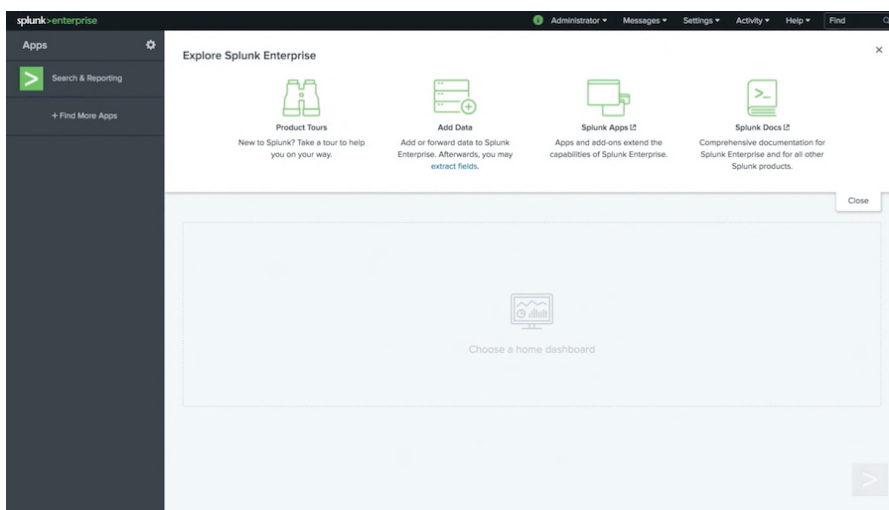 splunk>enterprise
Administrator Messages Settings Activity Help Find
Apps
Search & Reporting
+ Find More Apps
Explore Splunk Enterprise
Product Tours
New to Splunk? Take a tour to help
you on your way.
Add Data
Add or forward data to Splunk
Enterprise. Afterwards, you may
extract fields.
Splunk Apps
Apps and add-ons extend the
capabilities of Splunk Enterprise.
Splunk Docs
Comprehensive documentation for
Splunk Enterprise and for all other
Splunk products.
Close
Choose a home dashboard